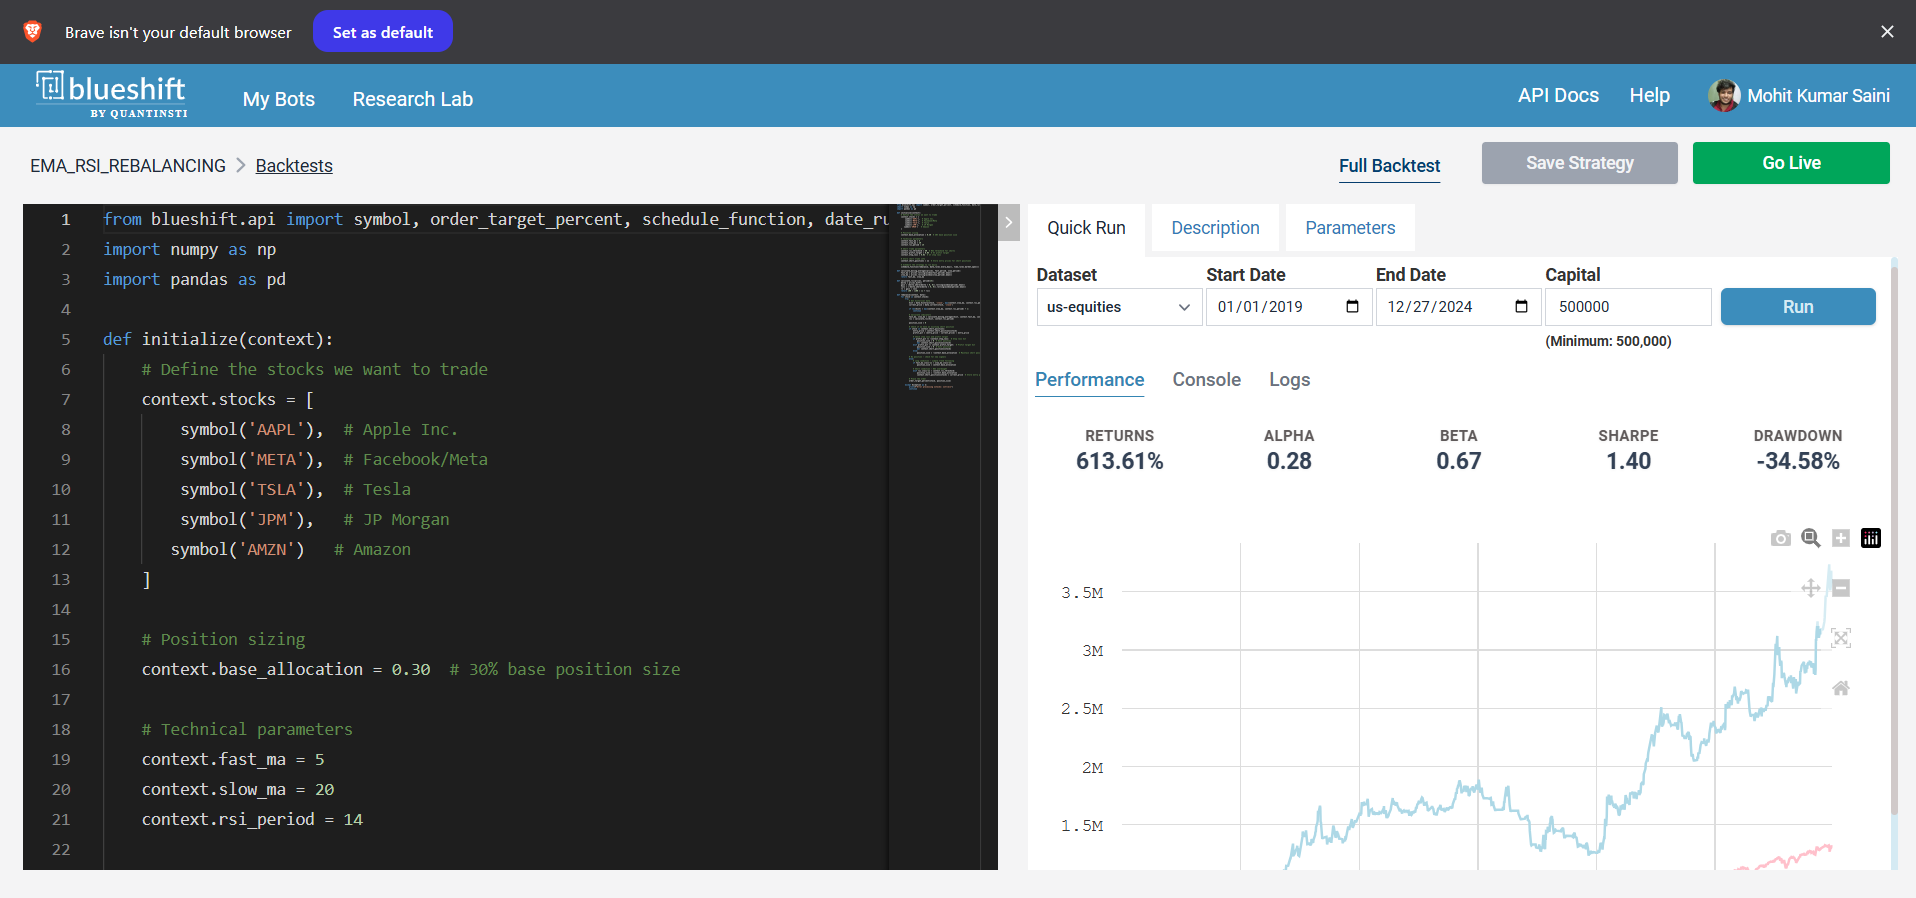 Brave isn't your default browser
Set as default
blueshift
BY QUANTINSTI
My Bots
Research Lab
API Docs
Help
Mohit Kumar Saini
EMA_RSI_REBALANCING > Backtests
Full Backtest
Save Strategy
Go Live
1 from blueshift.api import symbol, order_target_percent, schedule_function, date_ru
2 import numpy as np
3 import pandas as pd
4
5 def initialize(context):
6 # Define the stocks we want to trade
7 context.stocks = [
8 symbol('AAPL'), # Apple Inc.
9 symbol('META'), # Facebook/Meta
10 symbol('TSLA'), # Tesla
11 symbol('JPM'), # JP Morgan
12 symbol('AMZN') # Amazon
13 ]
14
15 # Position sizing
16 context.base_allocation = 0.30 # 30% base position size
17
18 # Technical parameters
19 context.fast_ma = 5
20 context.slow_ma = 20
21 context.rsi_period = 14
22
Quick Run
Description
Parameters
Dataset
Start Date
End Date
Capital
us-equities
01/01/2019
12/27/2024
500000
Run
(Minimum: 500,000)
Performance
Console
Logs
RETURNS
613.61%
ALPHA
0.28
BETA
0.67
SHARPE
1.40
DRAWDOWN
-34.58%
3.5M
3M
2.5M
2M
1.5M